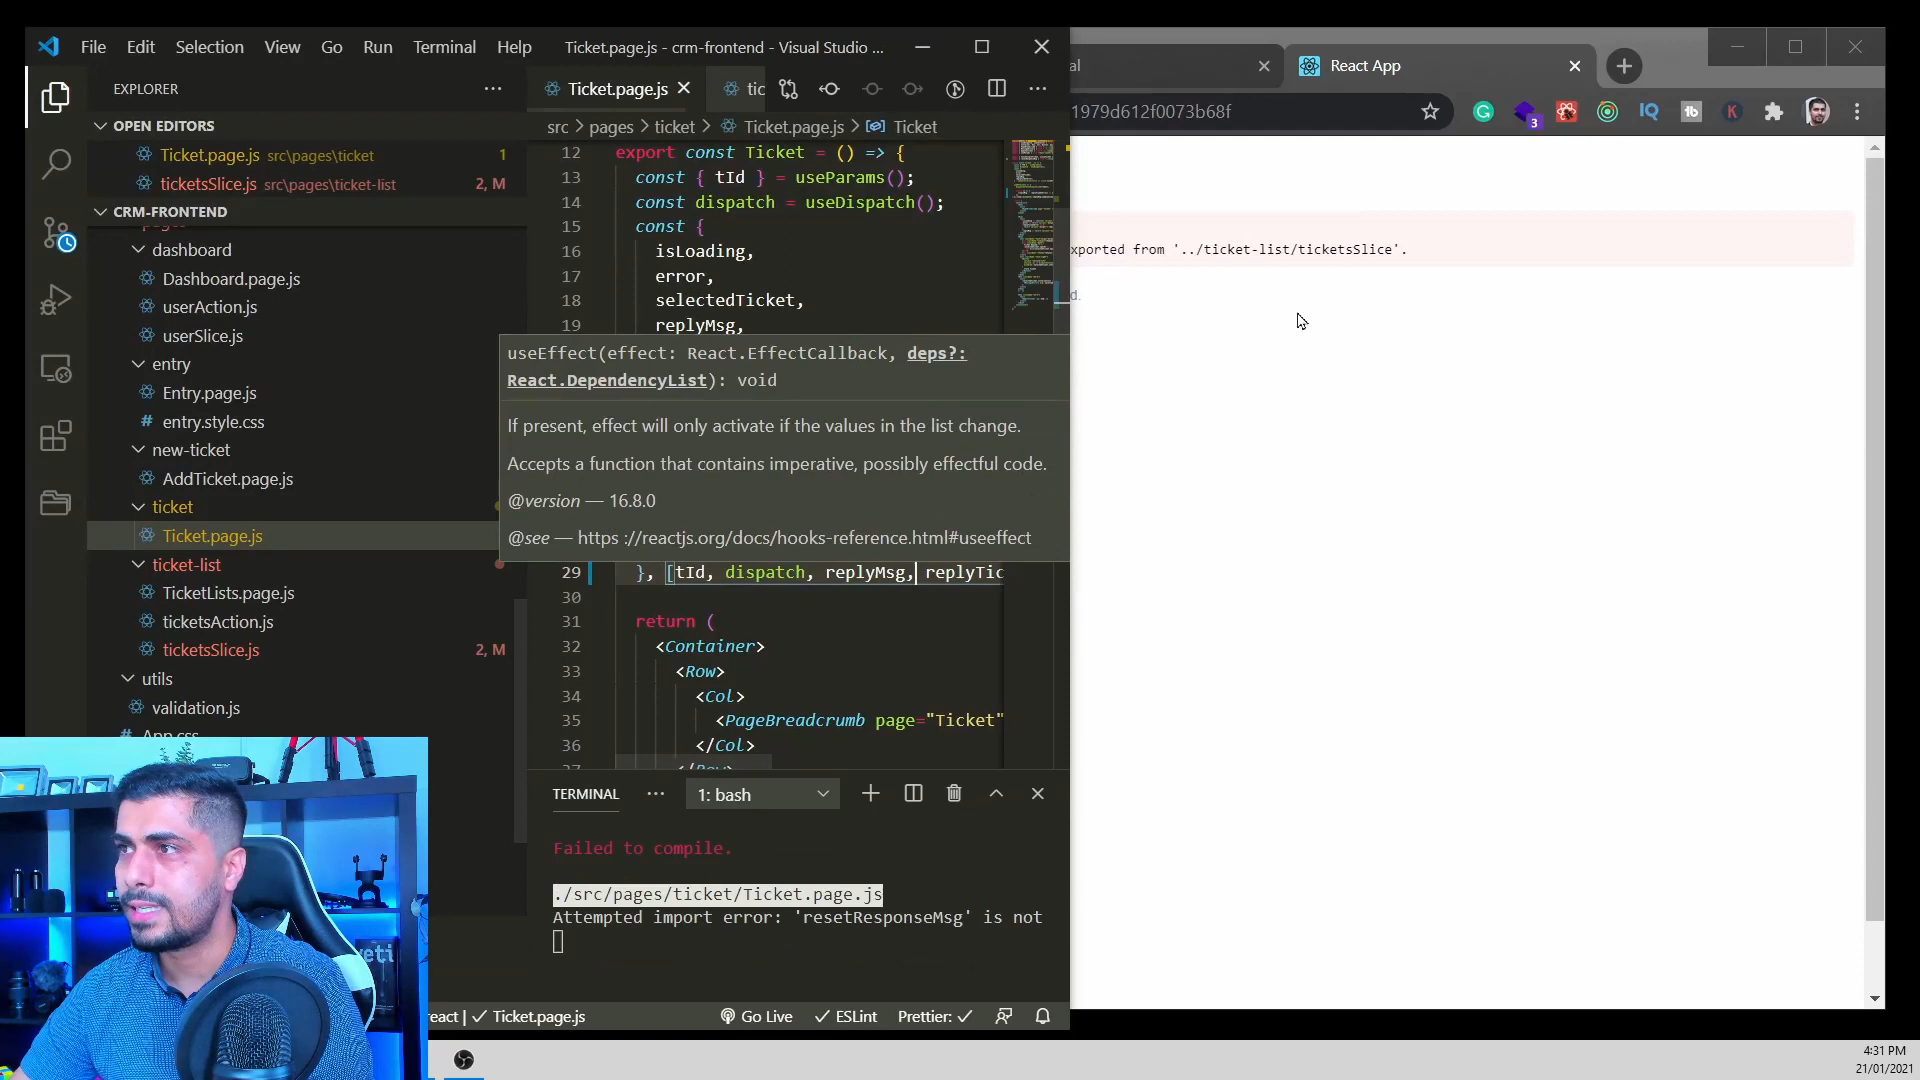 File Edit Selection View Go Run Terminal Help Ticket.page.js - crm-frontend - Visual Studio ...
EXPLORER
OPEN EDITORS
Ticket.page.js src\pages\ticket 1
ticketsSlice.js src\pages\ticket-list 2, M
CRM-FRONTEND
dashboard
Dashboard.page.js
userAction.js
userSlice.js
entry
Entry.page.js
# entry.style.css
new-ticket
AddTicket.page.js
ticket
Ticket.page.js
ticket-list
TicketLists.page.js
ticketsAction.js
ticketsSlice.js 2, M
utils
validation.js
Ticket.page.js tic
src > pages > ticket > Ticket.page.js > Ticket
12 export const Ticket = () => {
13 const { tId } = useParams();
14 const dispatch = useDispatch();
15 const {
16 isLoading,
17 error,
18 selectedTicket,
19 replyMsg,
useEffect(effect: React.EffectCallback, deps?:
React.DependencyList): void
If present, effect will only activate if the values in the list change.
Accepts a function that contains imperative, possibly effectful code.
@version — 16.8.0
@see — https ://reactjs.org/docs/hooks-reference.html#useeffect
29 }, [tId, dispatch, replyMsg, replyTic
30
31 return (
32 <Container>
33 <Row>
34 <Col>
35 <PageBreadcrumb page="Ticket"
36 </Col>
TERMINAL 1: bash
Failed to compile.
./src/pages/ticket/Ticket.page.js
Attempted import error: 'resetResponseMsg' is not
react | ✓ Ticket.page.js Go Live ✓ ESLint Prettier: ✓
al React App
1979d612f0073b68f
3
xported from '../ticket-list/ticketsSlice'.
d.
4:31 PM
21/01/2021